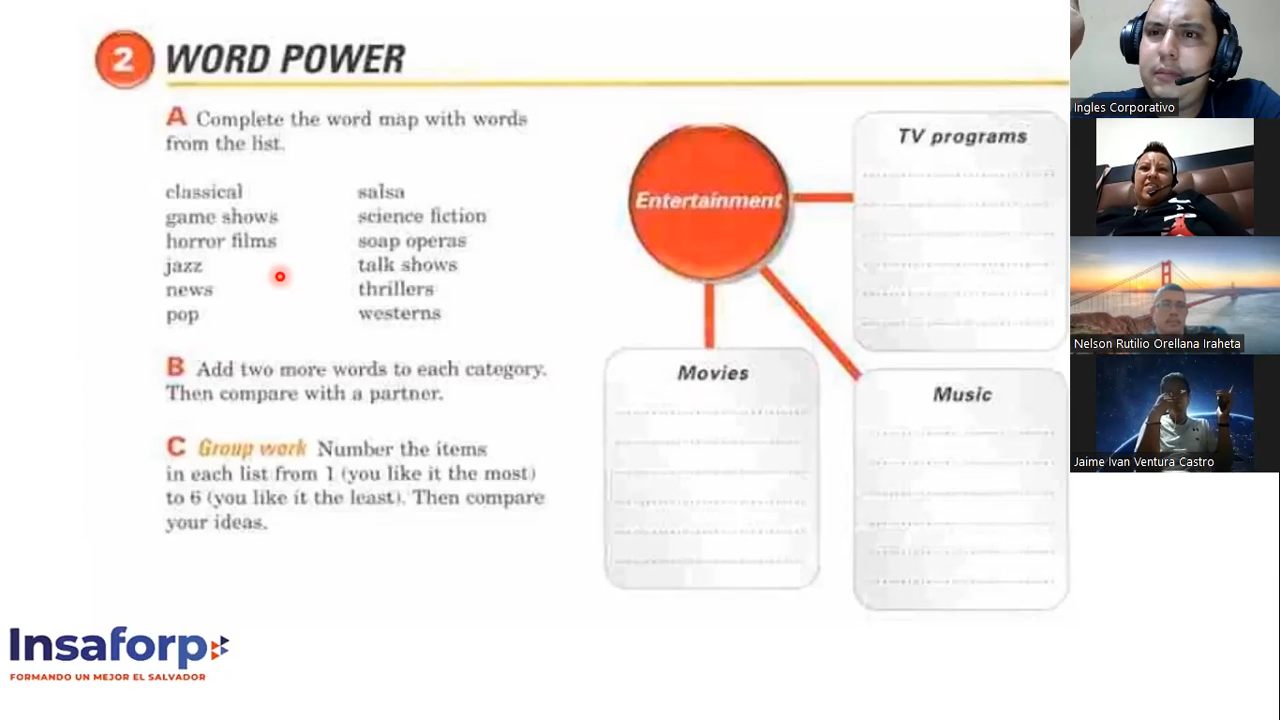 2 WORD POWER
A Complete the word map with words
from the list.
classical salsa
game shows science fiction
horror films soap operas
jazz talk shows
news thrillers
pop westerns
B Add two more words to each category.
Then compare with a partner.
C Group work Number the items
in each list from 1 (you like it the most)
to 6 (you like it the least). Then compare
your ideas.
Entertainment
TV programs
Movies
Music
Insaforp
FORMANDO UN MEJOR EL SALVADOR
Ingles Corporativo
Nelson Rutilio Orellana Iraheta
Jaime Ivan Ventura Castro